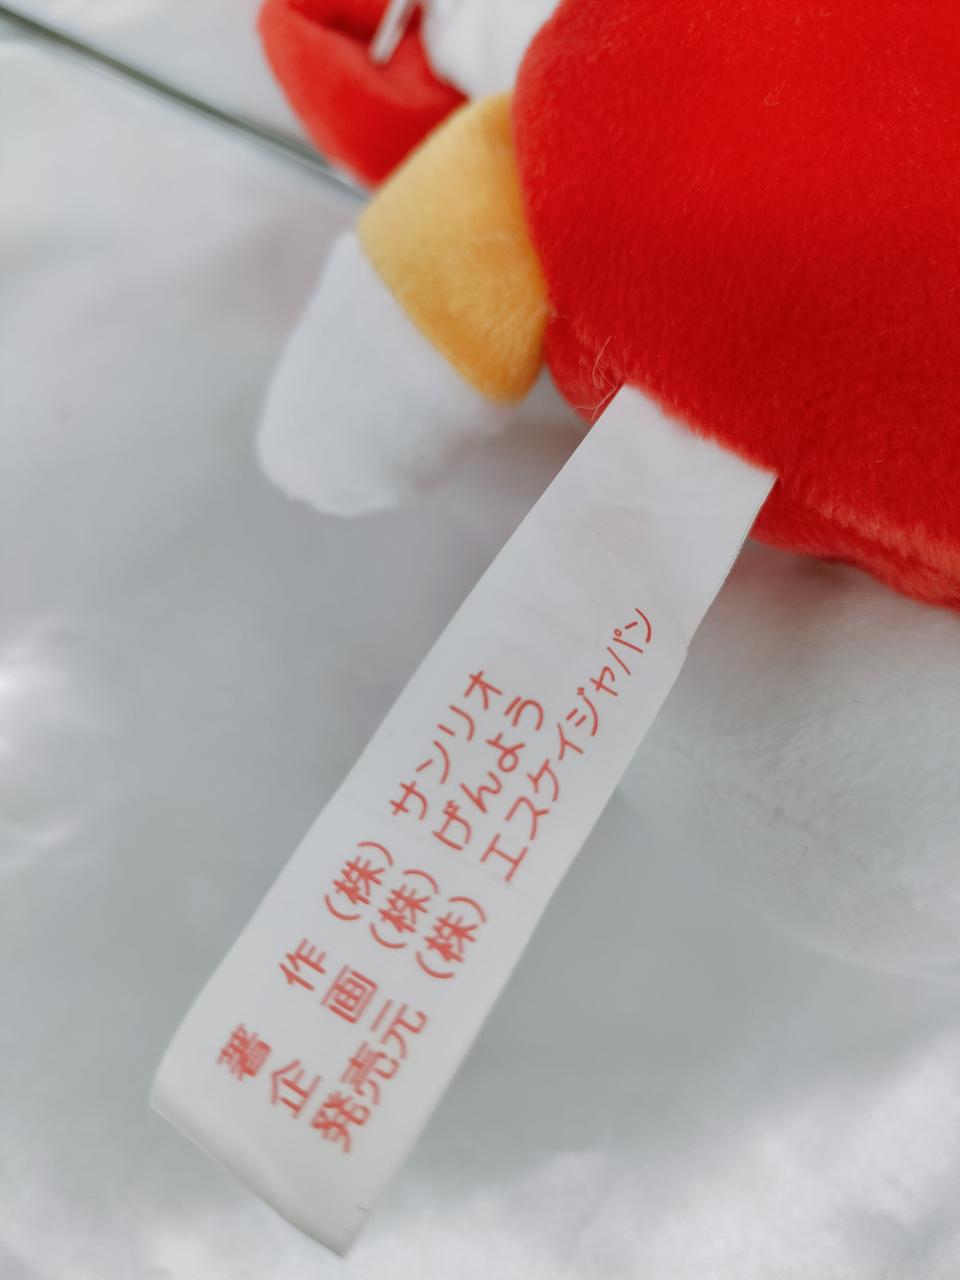 著作 (株) サンリオ
企画 (株) げんよう
発売元 (株) エスケイジャパン